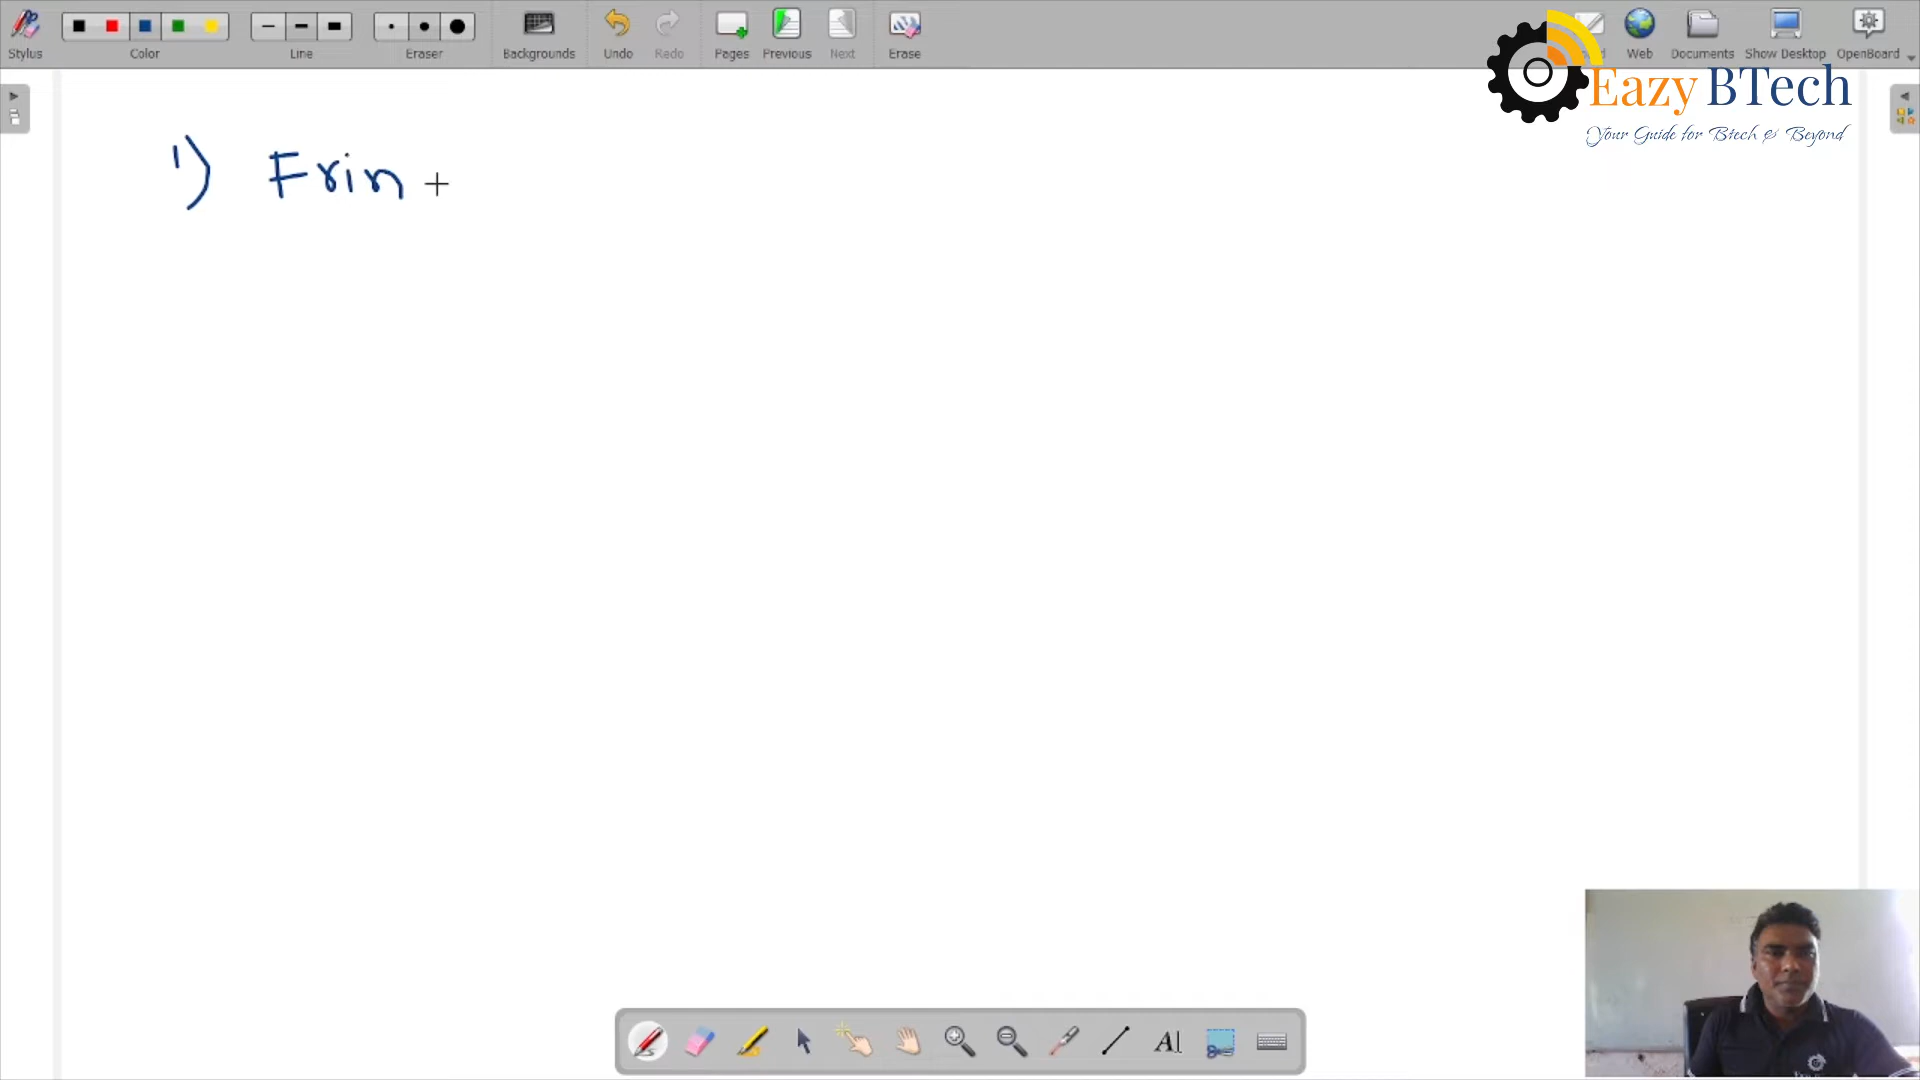 Stylus Color Line Eraser Backgrounds Undo Redo Pages Previous Next Erase Web Documents Show Desktop OpenBoard
Eazy BTech
Your Guide for Btech & Beyond
1) Frin
AI